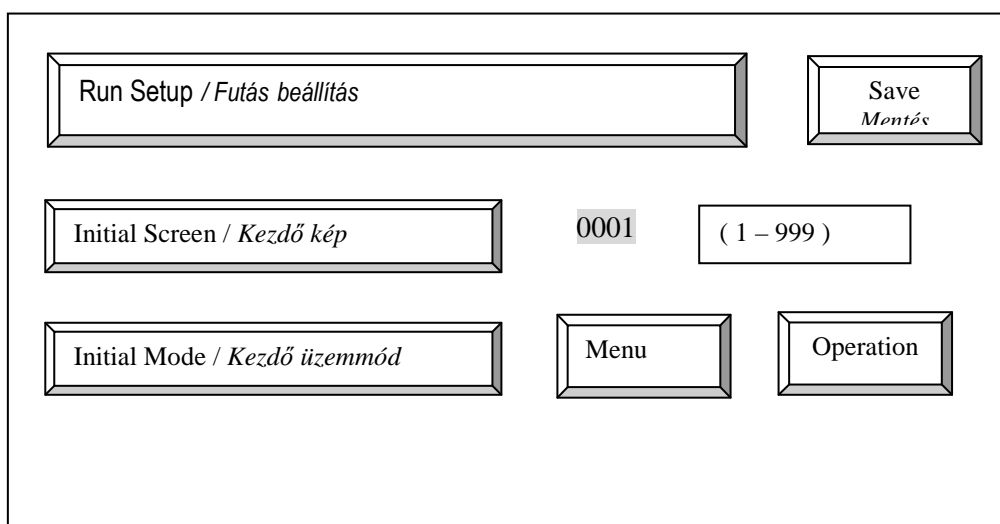 Run Setup / Futás beállítás
Save
Mentés
Initial Screen / Kezdő kép
0001
( 1 – 999 )
Initial Mode / Kezdő üzemmód
Menu
Operation